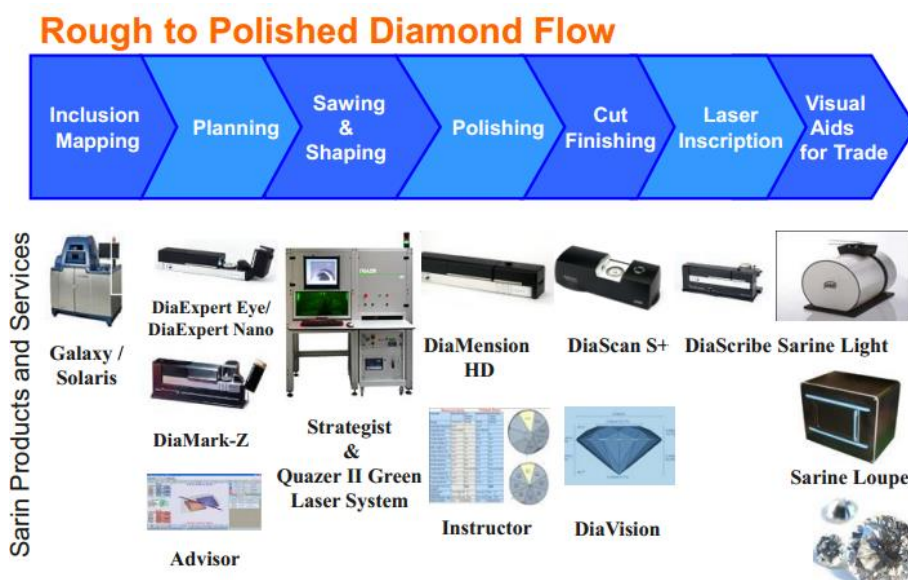 Rough to Polished Diamond Flow
Inclusion
Mapping
Planning
Sawing
&
Shaping
Polishing
Cut
Finishing
Laser
Inscription
Visual
Aids
for Trade
Sarin Products and Services
Galaxy /
Solaris
DiaExpert Eye/
DiaExpert Nano
DiaMark-Z
Advisor
Strategist
&
Quazer II Green
Laser System
DiaMension
HD
Instructor
DiaScan S+
DiaVision
DiaScribe
Sarine Light
Sarine Loupe